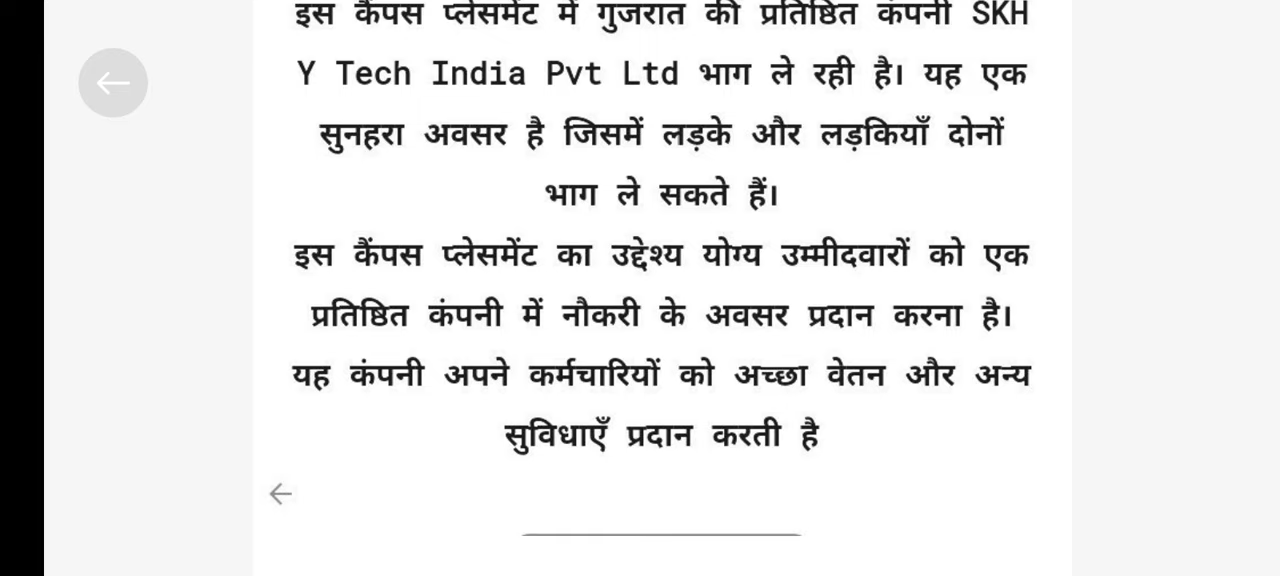 इस कैंपस प्लेसमेंट में गुजरात की प्रतिष्ठित कंपनी SKH
Y Tech India Pvt Ltd भाग ले रही है। यह एक
सुनहरा अवसर है जिसमें लड़के और लड़कियाँ दोनों
भाग ले सकते हैं।
इस कैंपस प्लेसमेंट का उद्देश्य योग्य उम्मीदवारों को एक
प्रतिष्ठित कंपनी में नौकरी के अवसर प्रदान करना है।
यह कंपनी अपने कर्मचारियों को अच्छा वेतन और अन्य
सुविधाएँ प्रदान करती है